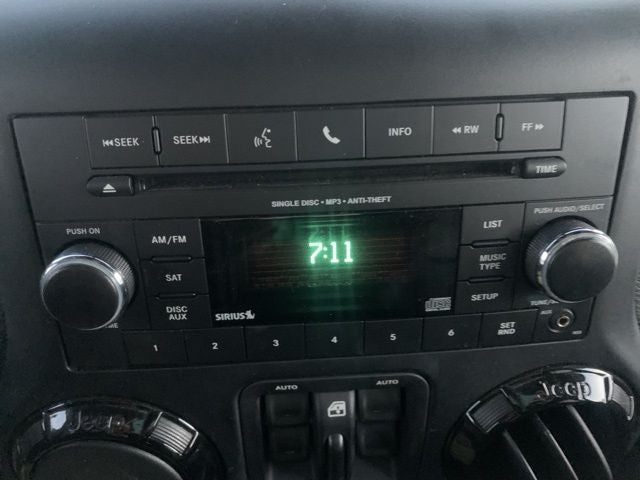 SEEK
SEEK
INFO
RW
FF
TIME
SINGLE DISC • MP3 • ANTI-THEFT
PUSH ON
PUSH AUDIO/SELECT
AM/FM
SAT
DISC
AUX
7:11
LIST
MUSIC
TYPE
SETUP
SIRIUS
1 2 3 4 5 6
SET
RND
AUTO AUTO
Jeep
Jeep